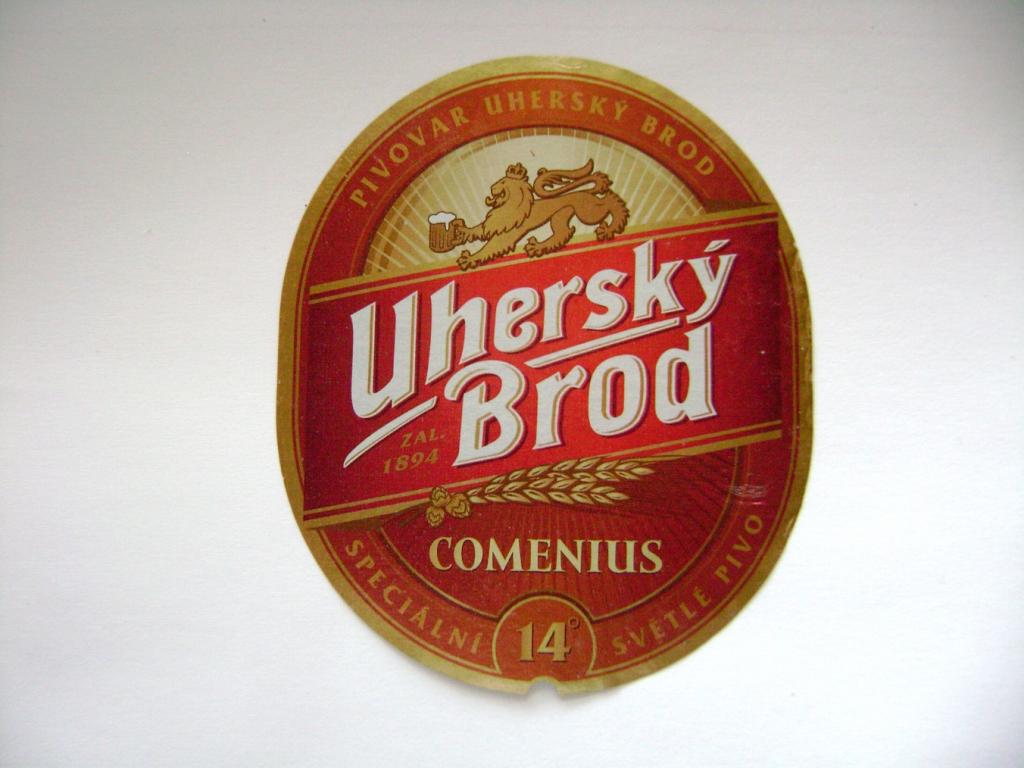 PIVOVAR UHERSKÝ BROD
Uherský
Brod
ZAL.
1894
COMENIUS
SPECIÁLNÍ SVĚTLÉ PIVO
14°